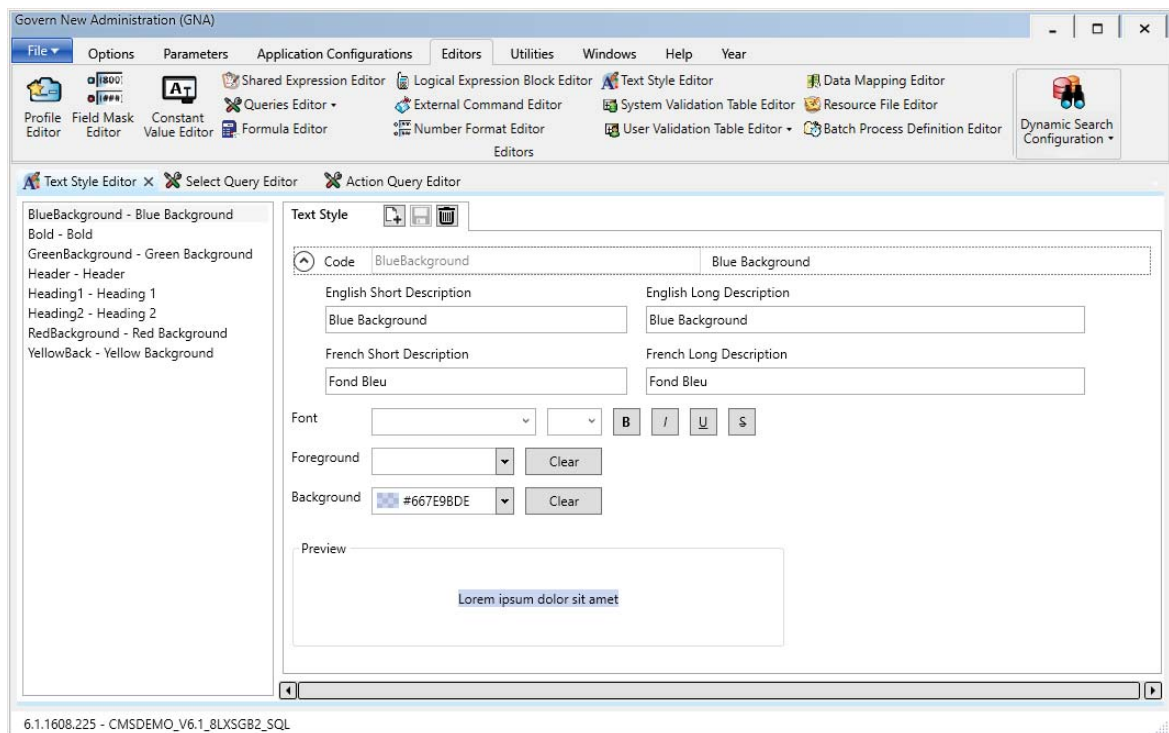 Govern New Administration (GNA)
File Options Parameters Application Configurations Editors Utilities Windows Help Year
Profile Editor
Field Mask Editor
Constant Value Editor
Shared Expression Editor
Queries Editor
Formula Editor
Logical Expression Block Editor
External Command Editor
Number Format Editor
Text Style Editor
System Validation Table Editor
User Validation Table Editor
Data Mapping Editor
Resource File Editor
Batch Process Definition Editor
Editors
Dynamic Search
Configuration
Text Style Editor Select Query Editor Action Query Editor
BlueBackground - Blue Background
Bold - Bold
GreenBackground - Green Background
Header - Header
Heading1 - Heading 1
Heading2 - Heading 2
RedBackground - Red Background
YellowBack - Yellow Background
Text Style
Code BlueBackground Blue Background
English Short Description English Long Description
Blue Background Blue Background
French Short Description French Long Description
Fond Bleu Fond Bleu
Font B I U S
Foreground Clear
Background #667E9BDE Clear
Preview
Lorem ipsum dolor sit amet
6.1.1608.225 - CMSDEMO_V6.1_8LXSGB2_SQL